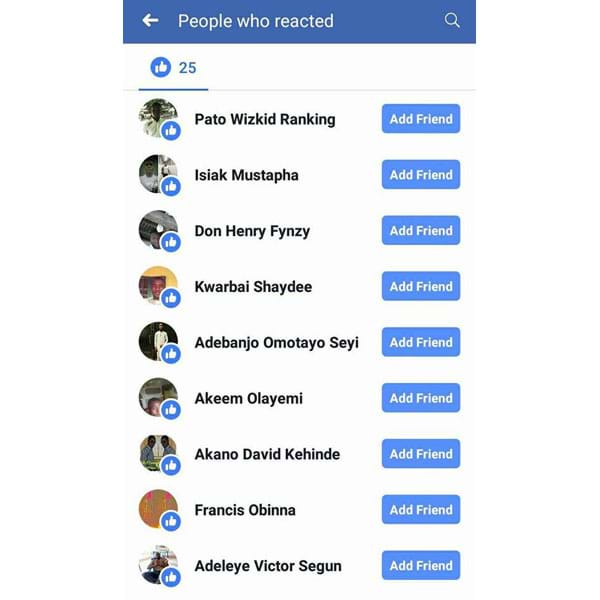 People who reacted
25
Pato Wizkid Ranking Add Friend
Isiak Mustapha Add Friend
Don Henry Fynzy Add Friend
Kwarbai Shaydee Add Friend
Adebanjo Omotayo Seyi Add Friend
Akeem Olayemi Add Friend
Akano David Kehinde Add Friend
Francis Obinna Add Friend
Adeleye Victor Segun Add Friend